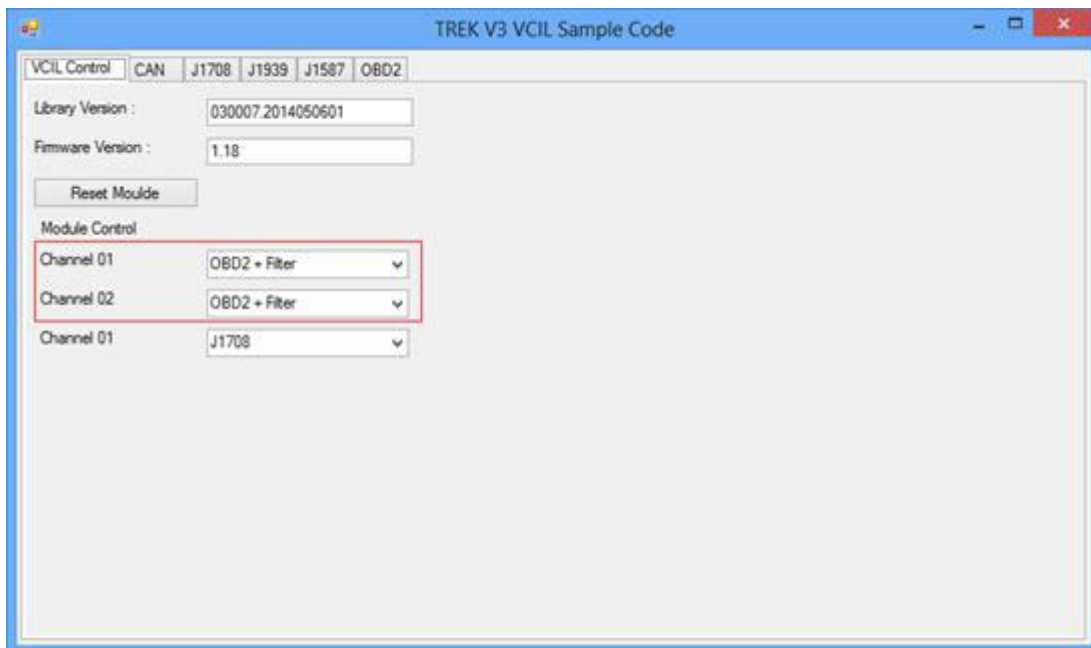 TREK V3 VCIL Sample Code
VCIL Control CAN J1708 J1939 J1587 OBD2
Library Version : 030007.2014050601
Firmware Version : 1.18
Reset Moulde
Module Control
Channel 01 OBD2 + Filter
Channel 02 OBD2 + Filter
Channel 01 J1708